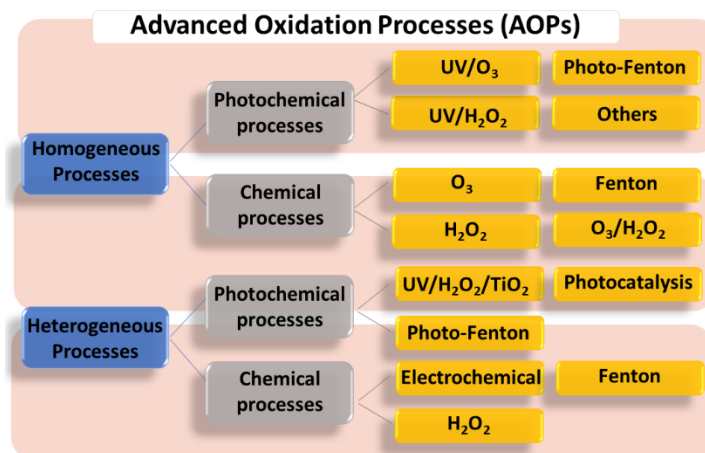 Advanced Oxidation Processes (AOPs)
UV/O₃
Photo-Fenton
Photochemical
processes
UV/H₂O₂
Others
Homogeneous
Processes
O₃
Fenton
Chemical
processes
H₂O₂
O₃/H₂O₂
UV/H₂O₂/TiO₂
Photocatalysis
Photochemical
processes
Photo-Fenton
Heterogeneous
Processes
Electrochemical
Fenton
Chemical
processes
H₂O₂